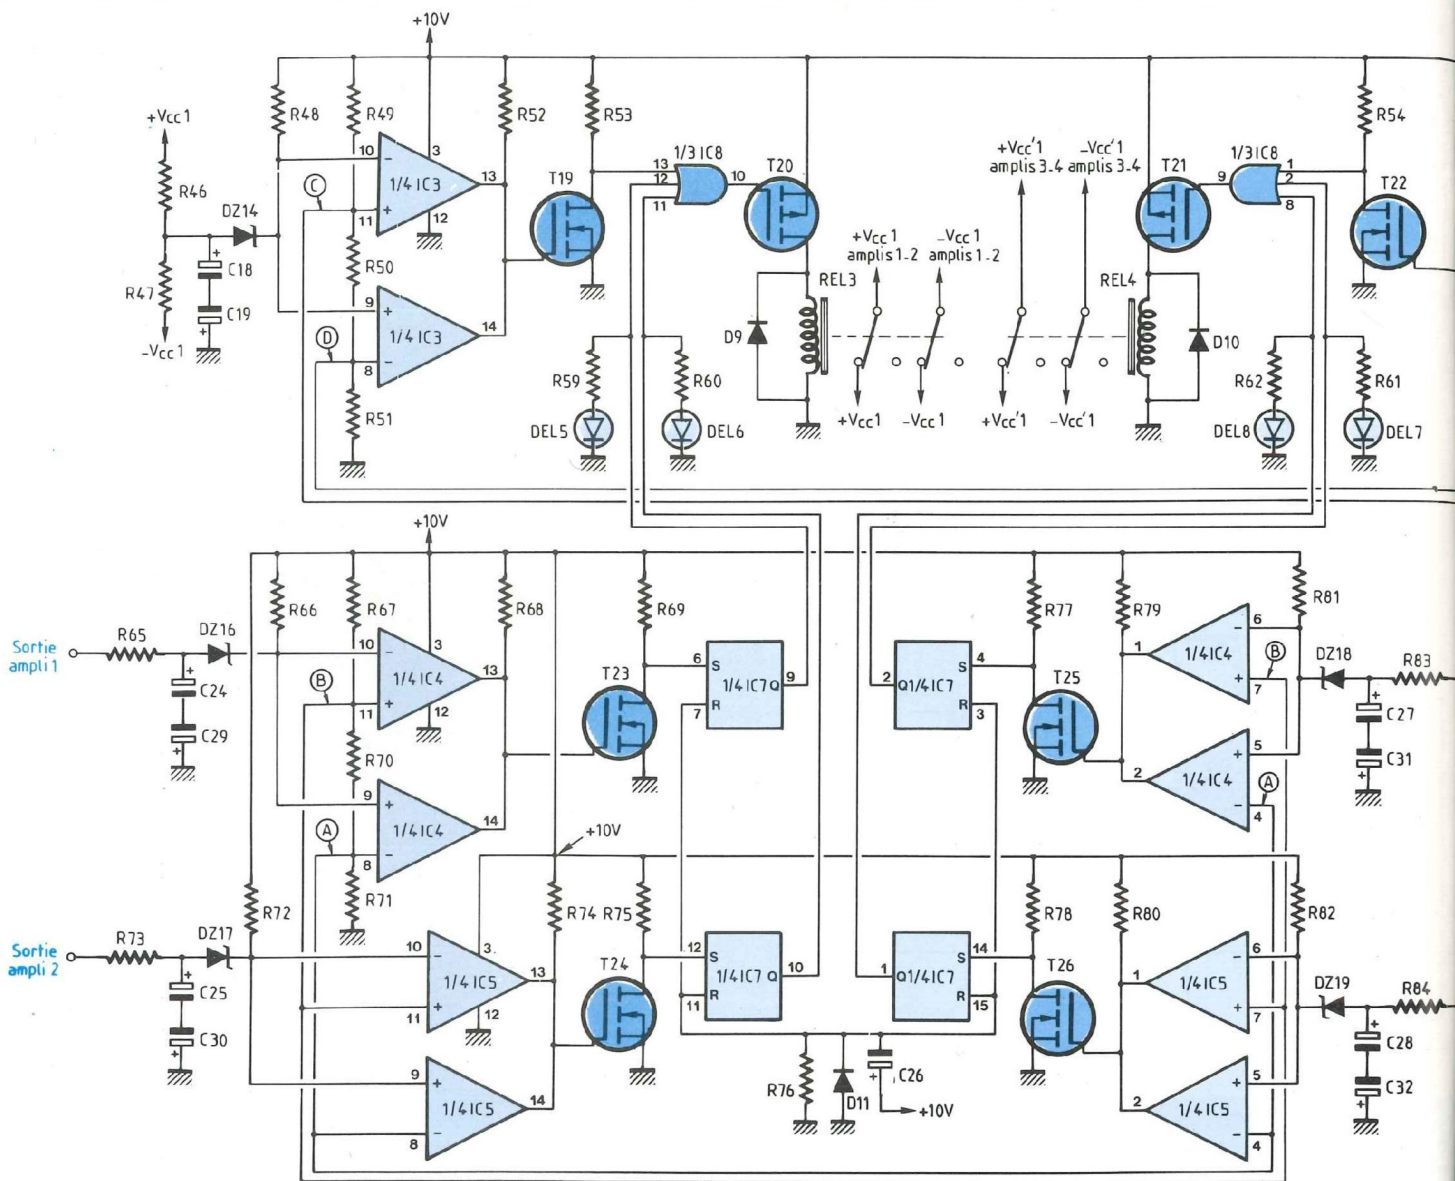 +10V
R48
R49
R52
R53
R54
+Vcc1
R46
10
−
3
1/4 IC3
13
+
11
12
C
DZ14
R47
C18
C19
−Vcc1
R50
9
+
14
1/4 IC3
−
8
D
R51
T19
1/3 IC8
13
12
11
10
T20
+Vcc'1
amplis 3_4
−Vcc'1
amplis 3_4
+Vcc1
amplis 1_2
−Vcc1
amplis 1_2
T21
1/3 IC8
9
1
2
8
T22
REL3
REL4
D9
D10
R59
R60
R62
R61
DEL5
DEL6
DEL8
DEL7
+Vcc1
−Vcc1
+Vcc'1
−Vcc'1
+10V
R66
R67
R68
R69
R77
R79
R81
Sortie
ampli 1
R65
DZ16
C24
C29
10
−
3
1/4 IC4
13
+
11
12
B
R70
9
+
1/4 IC4
14
−
8
A
R71
T23
6
S
1/4 IC7
Q
9
R
7
2
Q
1/4 IC7
S
4
R
3
T25
1
1/4 IC4
−
6
+
7
B
2
1/4 IC4
+
5
−
4
A
DZ18
R83
C27
C31
+10V
R72
R74
R75
R78
R80
R82
Sortie
ampli 2
R73
DZ17
C25
C30
10
−
3
1/4 IC5
13
+
11
12
9
+
1/4 IC5
14
−
8
T24
12
S
1/4 IC7
Q
10
R
11
1
Q
1/4 IC7
S
14
R
15
T26
1
1/4 IC5
−
6
+
7
2
1/4 IC5
+
5
−
4
DZ19
R84
C28
C32
R76
D11
C26
+10V